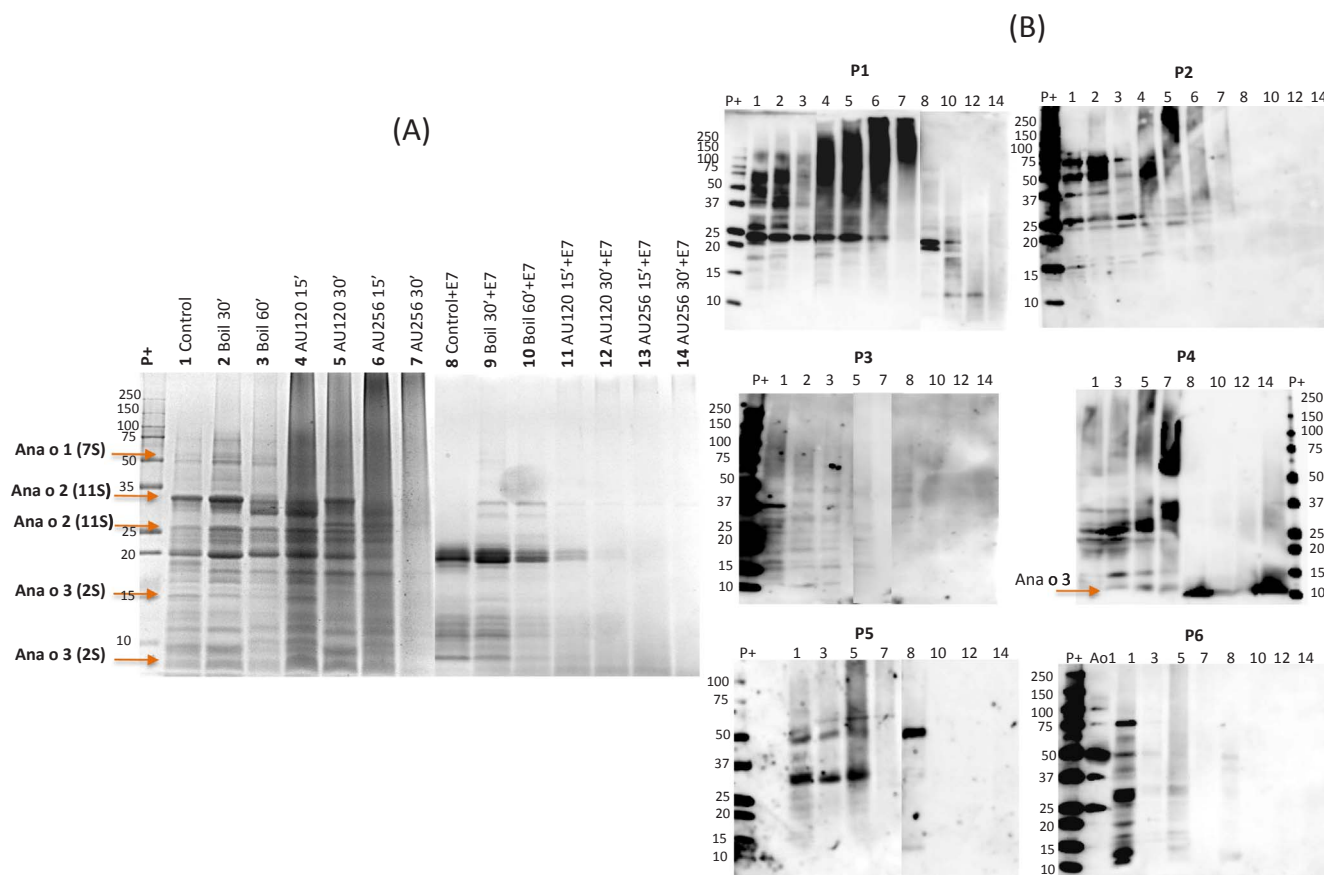 (B)
(A)
P1
P+ 1 2 3 4 5 6 7 8 10 12 14
250
150
100
75
50
37
25
20
15
10
P2
P+ 1 2 3 4 5 6 7 8 10 12 14
250
150
100
75
50
37
25
20
15
10
P+
1 Control
2 Boil 30’
3 Boil 60’
4 AU120 15’
5 AU120 30’
6 AU256 15’
7 AU256 30’
8 Control+E7
9 Boil 30’+E7
10 Boil 60’+E7
11 AU120 15’+E7
12 AU120 30’+E7
13 AU256 15’+E7
14 AU256 30’+E7
250
150
100
75
Ana o 1 (7S)
50
35
Ana o 2 (11S)
Ana o 2 (11S)
25
20
Ana o 3 (2S)
15
10
Ana o 3 (2S)
P3
P+ 1 2 3 5 7 8 10 12 14
250
150
100
75
50
37
25
20
15
10
P4
1 3 5 7 8 10 12 14 P+
250
150
100
75
50
37
25
20
15
10
Ana o 3
P5
P+ 1 3 5 7 8 10 12 14
100
75
50
37
25
20
15
10
P6
P+ Ao1 1 3 5 7 8 10 12 14
250
150
100
75
50
37
25
20
15
10